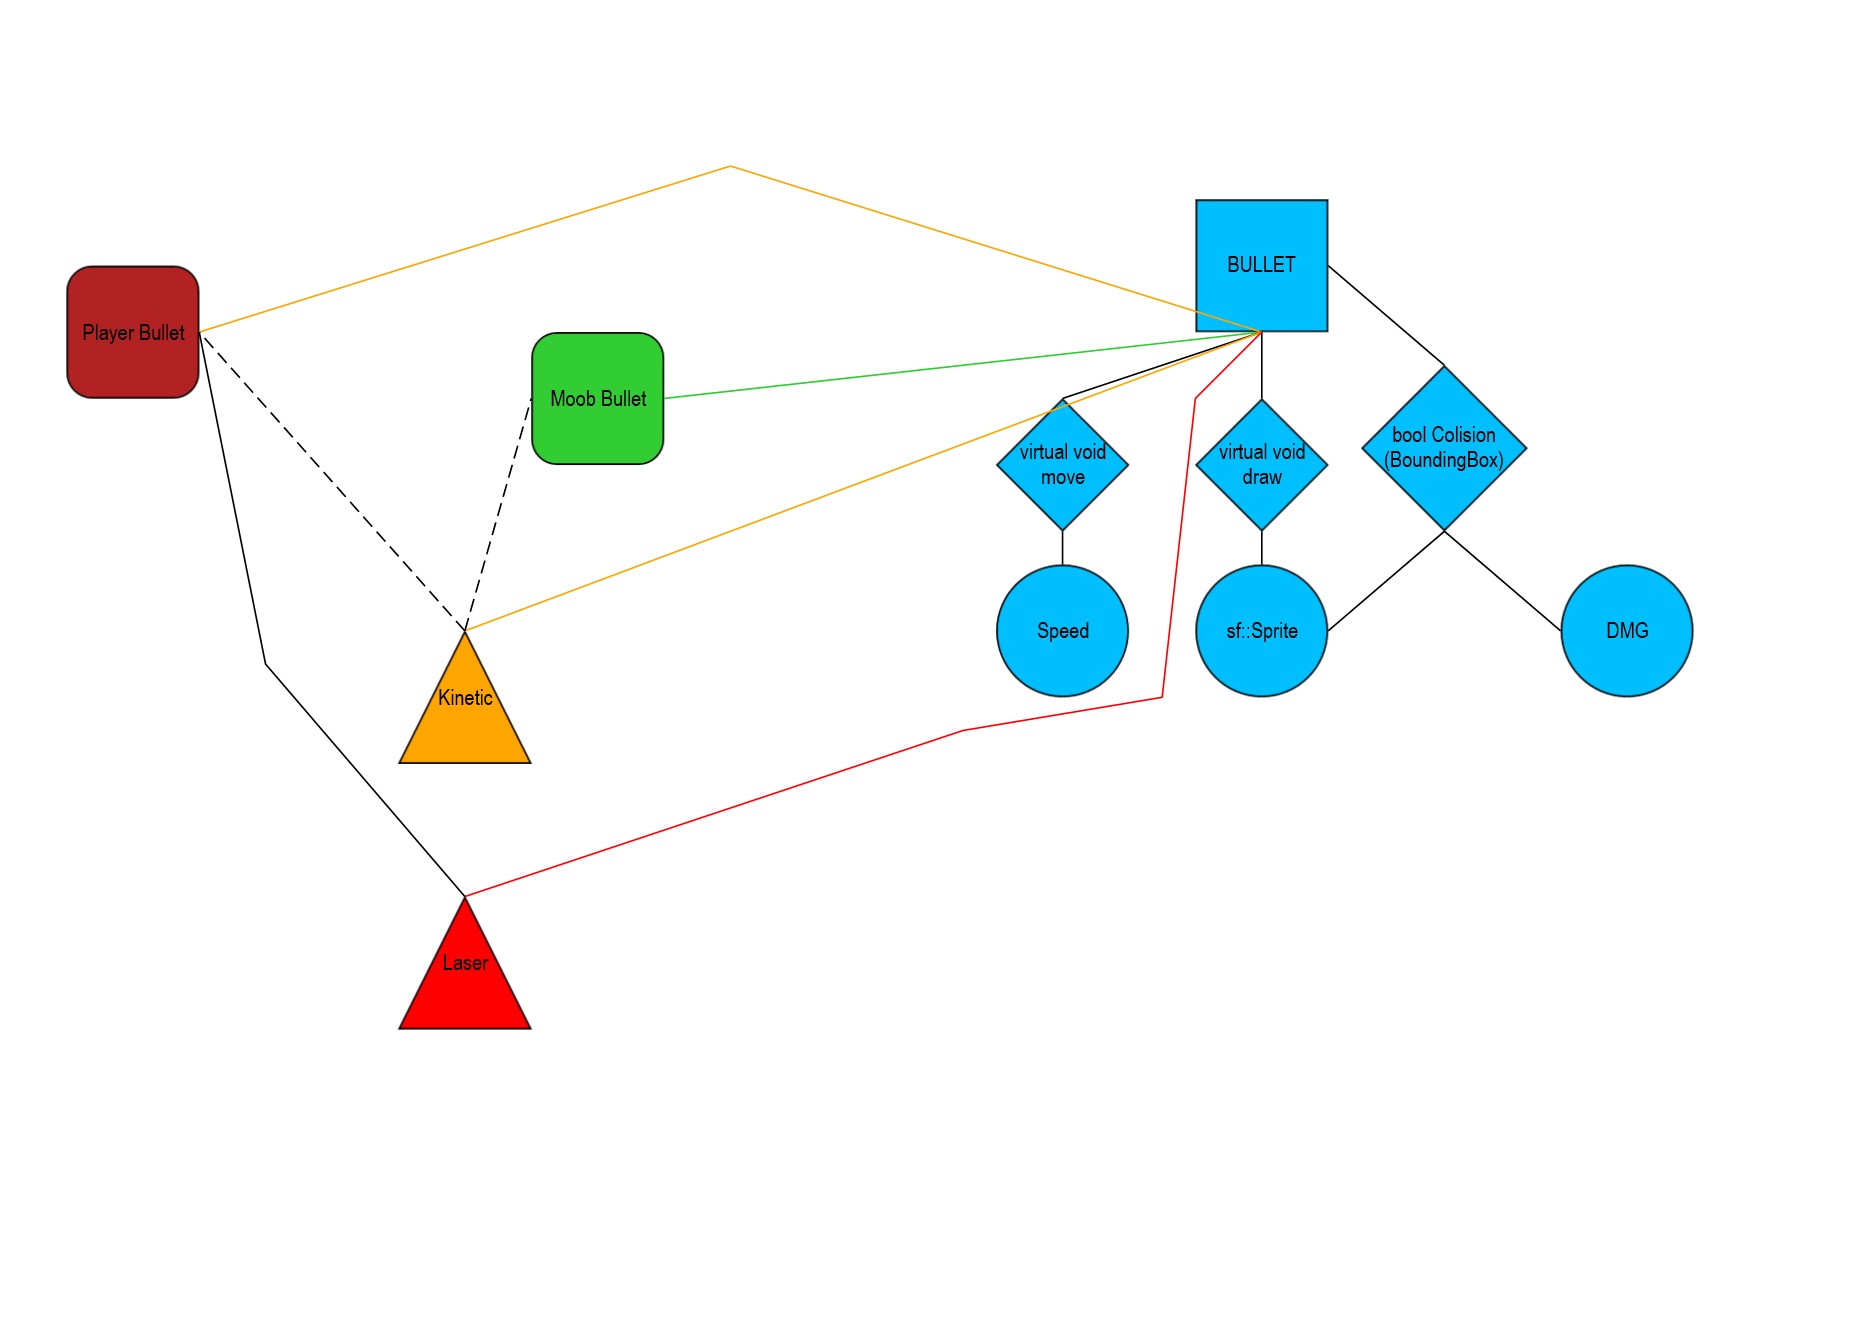 BULLET
Player Bullet
Moob Bullet
virtual void
move
virtual void
draw
bool Colision
(BoundingBox)
Speed
sf::Sprite
DMG
Kinetic
Laser